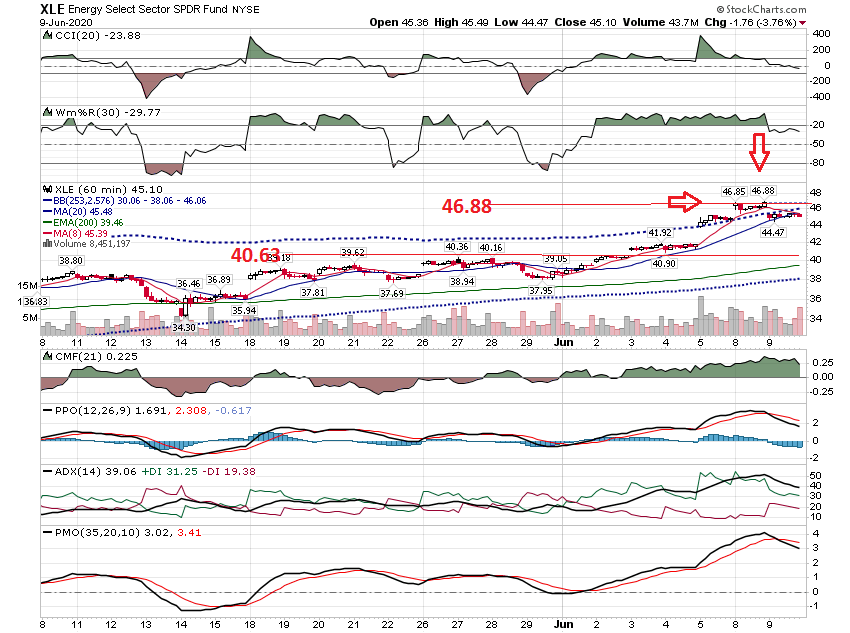 XLE Energy Select Sector SPDR Fund NYSE © StockCharts.com
9-Jun-2020 Open 45.36 High 45.49 Low 44.47 Close 45.10 Volume 43.7M Chg -1.76 (-3.76%)
CCI(20) -23.88
400
200
0
-200
-400
Wm%R(30) -29.77
-20
-50
-80
XLE (60 min) 45.10
BB(253,2.576) 30.06 - 38.06 - 46.06
MA(20) 45.48
EMA(200) 39.46
MA(8) 45.39
Volume 8,451,197
46.88
40.63
46.85 46.88
44.47
41.92
40.90
39.05
37.95
40.36 40.16
38.94
39.62
37.69
37.81
36.46 36.89
35.94
34.30
38.80
48
46
44
42
40
38
36
34
15M
5M
8 11 12 13 14 15 18 19 20 21 22 26 27 28 29 Jun 2 3 4 5 8 9
CMF(21) 0.225
0.25
0.00
-0.25
PPO(12,26,9) 1.691, 2.308, -0.617
2
0
-2
ADX(14) 39.06 +DI 31.25 -DI 19.38
50
40
30
20
10
PMO(35,20,10) 3.02, 3.41
4
3
2
1
0
-1
8 11 12 13 14 15 18 19 20 21 22 26 27 28 29 Jun 2 3 4 5 8 9